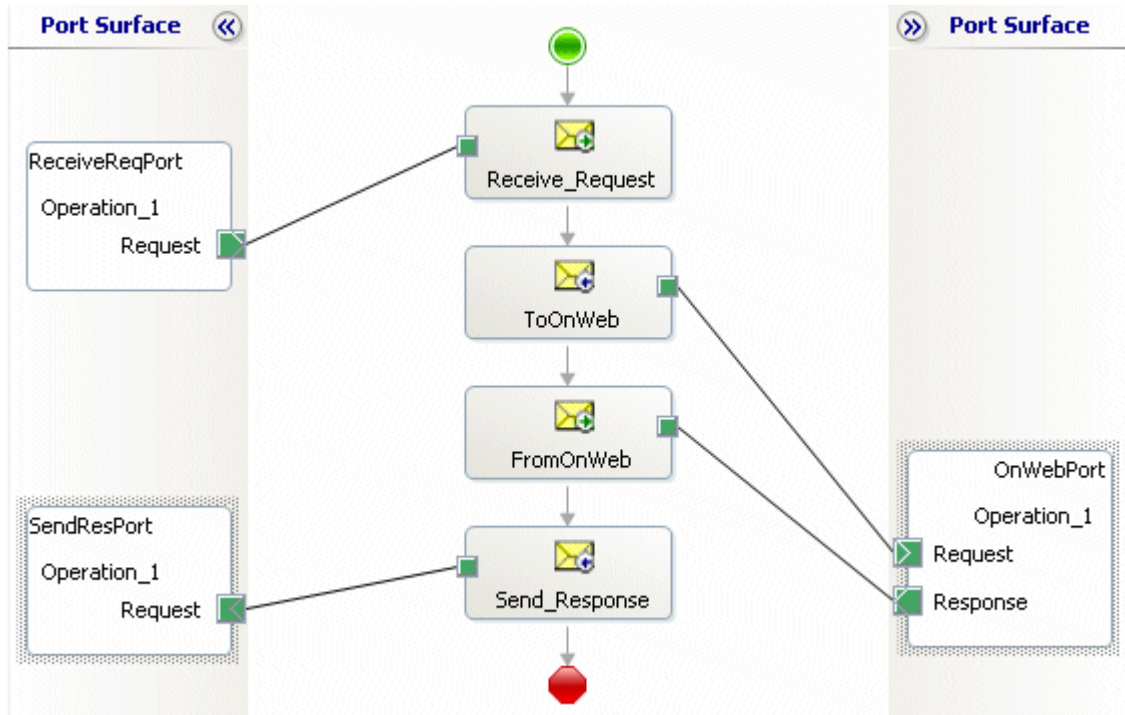 Port Surface
Port Surface
ReceiveReqPort
Operation_1
Request
Receive_Request
ToOnWeb
FromOnWeb
OnWebPort
Operation_1
Request
Response
SendResPort
Operation_1
Request
Send_Response